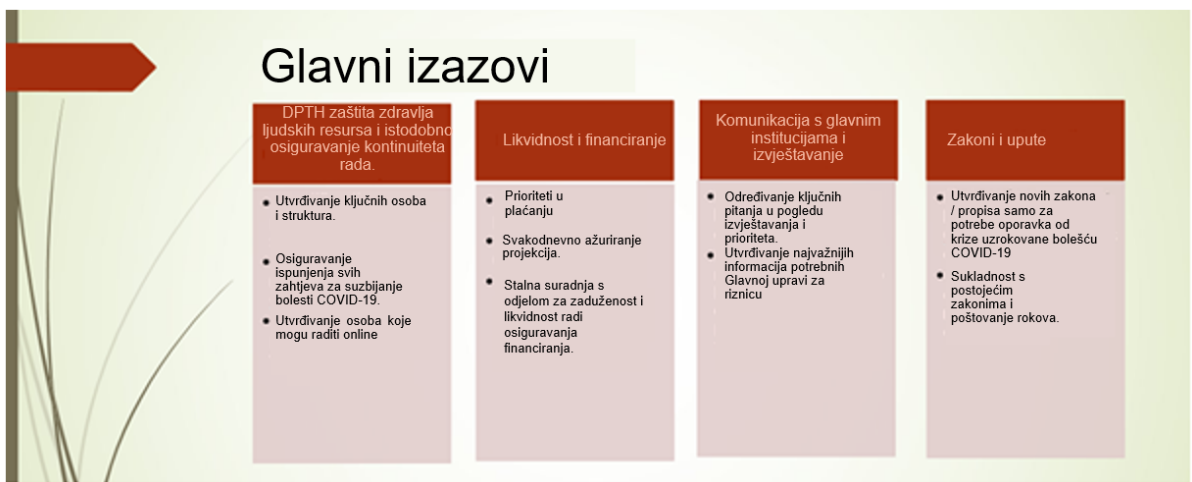 Glavni izazovi
DPTH zaštita zdravlja
ljudskih resursa i istodobno
osiguravanje kontinuiteta
rada.
• Utvrđivanje ključnih osoba
i struktura.
• Osiguravanje
ispunjenja svih
zahtjeva za suzbijanje
bolesti COVID-19.
• Utvrđivanje osoba koje
mogu raditi online
Likvidnost i financiranje
• Prioriteti u
plaćanju
• Svakodnevno ažuriranje
projekcija.
• Stalna suradnja s
odjelom za zaduženost i
likvidnost radi
osiguravanja
financiranja.
Komunikacija s glavnim
institucijama i
izvještavanje
• Određivanje ključnih
pitanja u pogledu
izvještavanja i
prioriteta.
• Utvrđivanje najvažnijih
informacija potrebnih
Glavnoj upravi za
riznicu
Zakoni i upute
• Utvrđivanje novih zakona
/ propisa samo za
potrebe oporavka od
krize uzrokovane bolešću
COVID-19
• Sukladnost s
postojećim
zakonima i
poštovanje rokova.